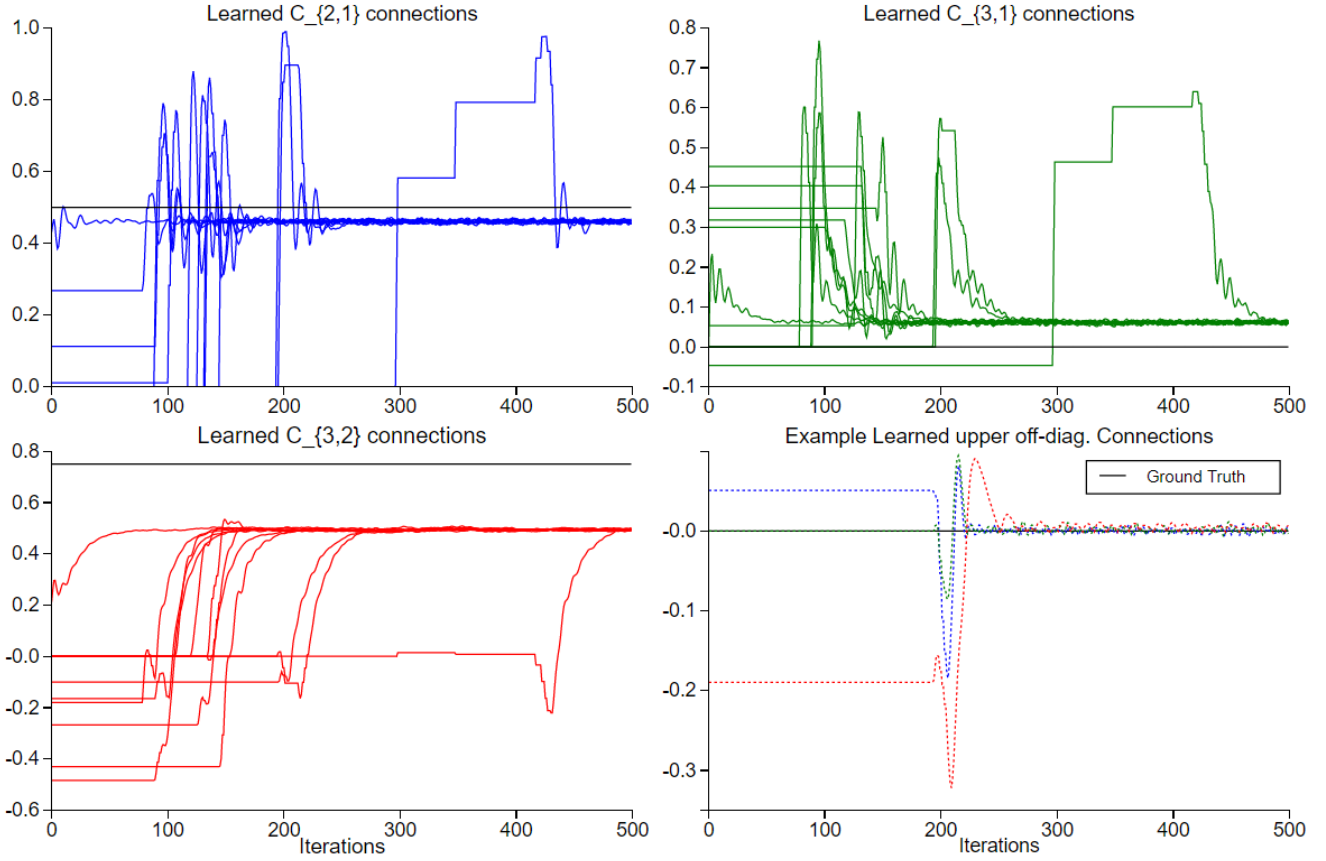 Learned C_{2,1} connections
1.0
0.8
0.6
0.4
0.2
0.0
0 100 200 300 400 500
Learned C_{3,1} connections
0.8
0.7
0.6
0.5
0.4
0.3
0.2
0.1
0.0
-0.1
0 100 200 300 400 500
Learned C_{3,2} connections
0.8
0.6
0.4
0.2
-0.0
-0.2
-0.4
-0.6
0 100 200 300 400 500
Iterations
Example Learned upper off-diag. Connections
Ground Truth
-0.0
-0.1
-0.2
-0.3
0 100 200 300 400 500
Iterations